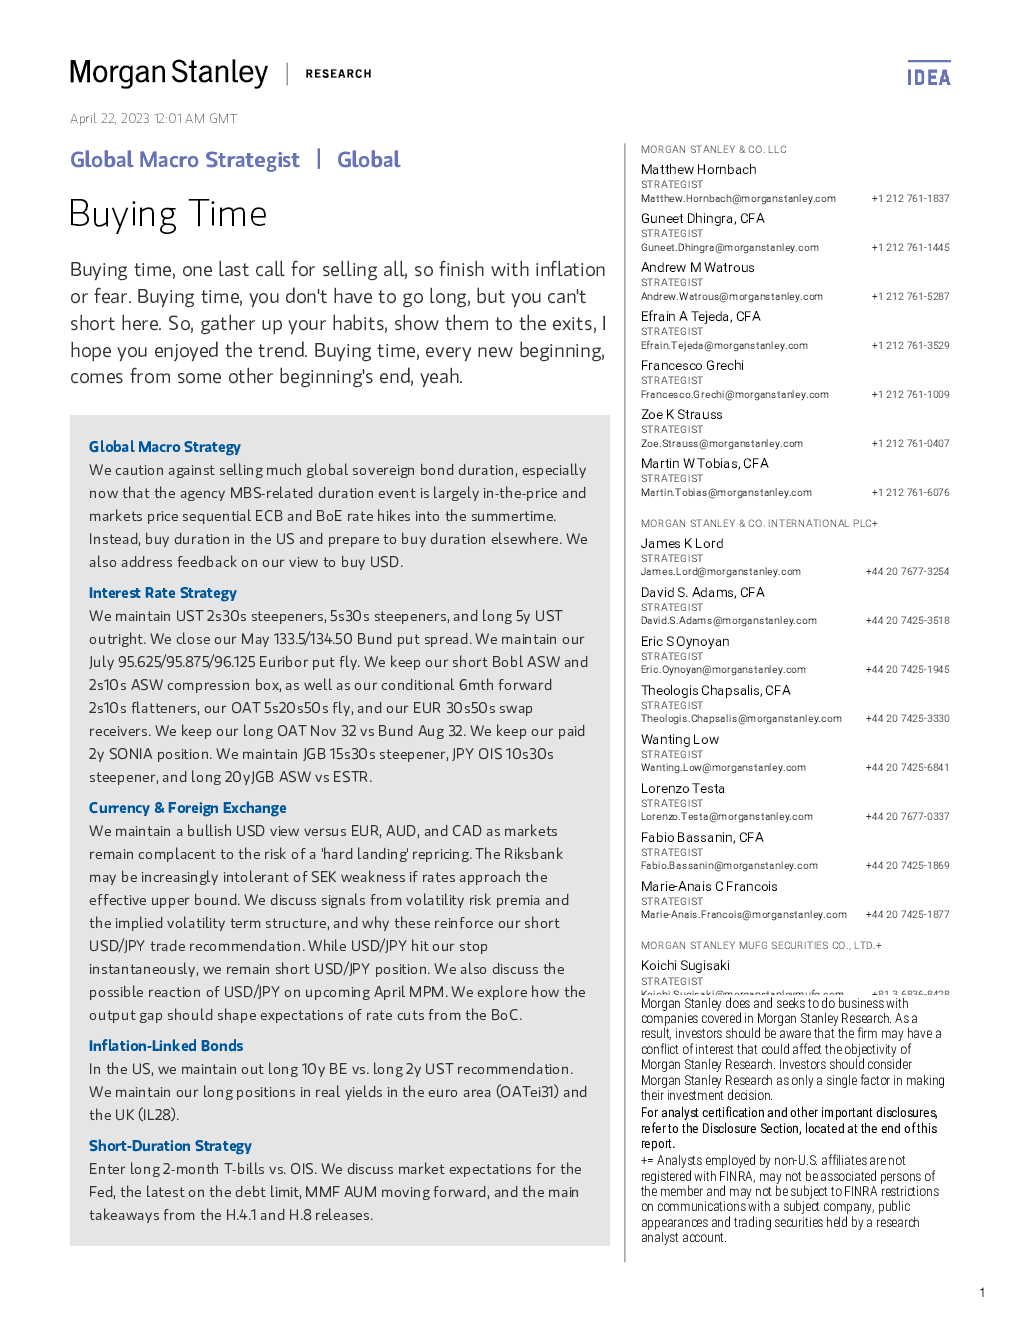 Morgan Stanley | RESEARCH
IDEA
April 22, 2023 12:01 AM GMT
Global Macro Strategist | Global
Buying Time
Buying time, one last call for selling all, so finish with inflation
or fear. Buying time, you don't have to go long, but you can't
short here. So, gather up your habits, show them to the exits, I
hope you enjoyed the trend. Buying time, every new beginning,
comes from some other beginning's end, yeah.
Global Macro Strategy
We caution against selling much global sovereign bond duration, especially
now that the agency MBS-related duration event is largely in-the-price and
markets price sequential ECB and BoE rate hikes into the summertime.
Instead, buy duration in the US and prepare to buy duration elsewhere. We
also address feedback on our view to buy USD.
Interest Rate Strategy
We maintain UST 2s30s steepeners, 5s30s steepeners, and long 5y UST
outright. We close our May 133.5/134.50 Bund put spread. We maintain our
July 95.625/95.875/96.125 Euribor put fly. We keep our short Bobl ASW and
2s10s ASW compression box, as well as our conditional 6mth forward
2s10s flatteners, our OAT 5s20s50s fly, and our EUR 30s50s swap
receivers. We keep our long OAT Nov 32 vs Bund Aug 32. We keep our paid
2y SONIA position. We maintain JGB 15s30s steepener, JPY OIS 10s30s
steepener, and long 20y JGB ASW vs ESTR.
Currency & Foreign Exchange
We maintain a bullish USD view versus EUR, AUD, and CAD as markets
remain complacent to the risk of a 'hard landing' repricing. The Riksbank
may be increasingly intolerant of SEK weakness if rates approach the
effective upper bound. We discuss signals from volatility risk premia and
the implied volatility term structure, and why these reinforce our short
USD/JPY trade recommendation. While USD/JPY hit our stop
instantaneously, we remain short USD/JPY position. We also discuss the
possible reaction of USD/JPY on upcoming April MPM. We explore how the
output gap should shape expectations of rate cuts from the BoC.
Inflation-Linked Bonds
In the US, we maintain out long 10y BE vs. long 2y UST recommendation.
We maintain our long positions in real yields in the euro area (OATei31) and
the UK (IL28).
Short-Duration Strategy
Enter long 2-month T-bills vs. OIS. We discuss market expectations for the
Fed, the latest on the debt limit, MMF AUM moving forward, and the main
takeaways from the H.4.1 and H.8 releases.
MORGAN STANLEY & CO. LLC
Matthew Hornbach
STRATEGIST
Matthew.Hornbach@morganstanley.com +1 212 761-1837
Guneet Dhingra, CFA
STRATEGIST
Guneet.Dhingra@morganstanley.com +1 212 761-1445
Andrew M Watrous
STRATEGIST
Andrew.Watrous@morganstanley.com +1 212 761-5287
Efrain A Tejeda, CFA
STRATEGIST
Efrain.Tejeda@morganstanley.com +1 212 761-3529
Francesco Grechi
STRATEGIST
Francesco.Grechi@morganstanley.com +1 212 761-1009
Zoe K Strauss
STRATEGIST
Zoe.Strauss@morganstanley.com +1 212 761-0407
Martin W Tobias, CFA
STRATEGIST
Martin.Tobias@morganstanley.com +1 212 761-6076
MORGAN STANLEY & CO. INTERNATIONAL PLC+
James K Lord
STRATEGIST
James.Lord@morganstanley.com +44 20 7677-3254
David S. Adams, CFA
STRATEGIST
David.S.Adams@morganstanley.com +44 20 7425-3518
Eric S Oynoyan
STRATEGIST
Eric.Oynoyan@morganstanley.com +44 20 7425-1945
Theologis Chapsalis, CFA
STRATEGIST
Theologis.Chapsalis@morganstanley.com +44 20 7425-3330
Wanting Low
STRATEGIST
Wanting.Low@morganstanley.com +44 20 7425-6841
Lorenzo Testa
STRATEGIST
Lorenzo.Testa@morganstanley.com +44 20 7677-0337
Fabio Bassanin, CFA
STRATEGIST
Fabio.Bassanin@morganstanley.com +44 20 7425-1869
Marie-Anais C Francois
STRATEGIST
Marie-Anais.Francois@morganstanley.com +44 20 7425-1877
MORGAN STANLEY MUFG SECURITIES CO., LTD.+
Koichi Sugisaki
STRATEGIST
Koichi.Sugisaki@morganstanleymufg.com +81 3 6836-8428
Morgan Stanley does and seeks to do business with
companies covered in Morgan Stanley Research. As a
result, investors should be aware that the firm may have a
conflict of interest that could affect the objectivity of
Morgan Stanley Research. Investors should consider
Morgan Stanley Research as only a single factor in making
their investment decision.
For analyst certification and other important disclosures,
refer to the Disclosure Section, located at the end of this
report.
+= Analysts employed by non-U.S. affiliates are not
registered with FINRA, may not be associated persons of
the member and may not be subject to FINRA restrictions
on communications with a subject company, public
appearances and trading securities held by a research
analyst account.
1